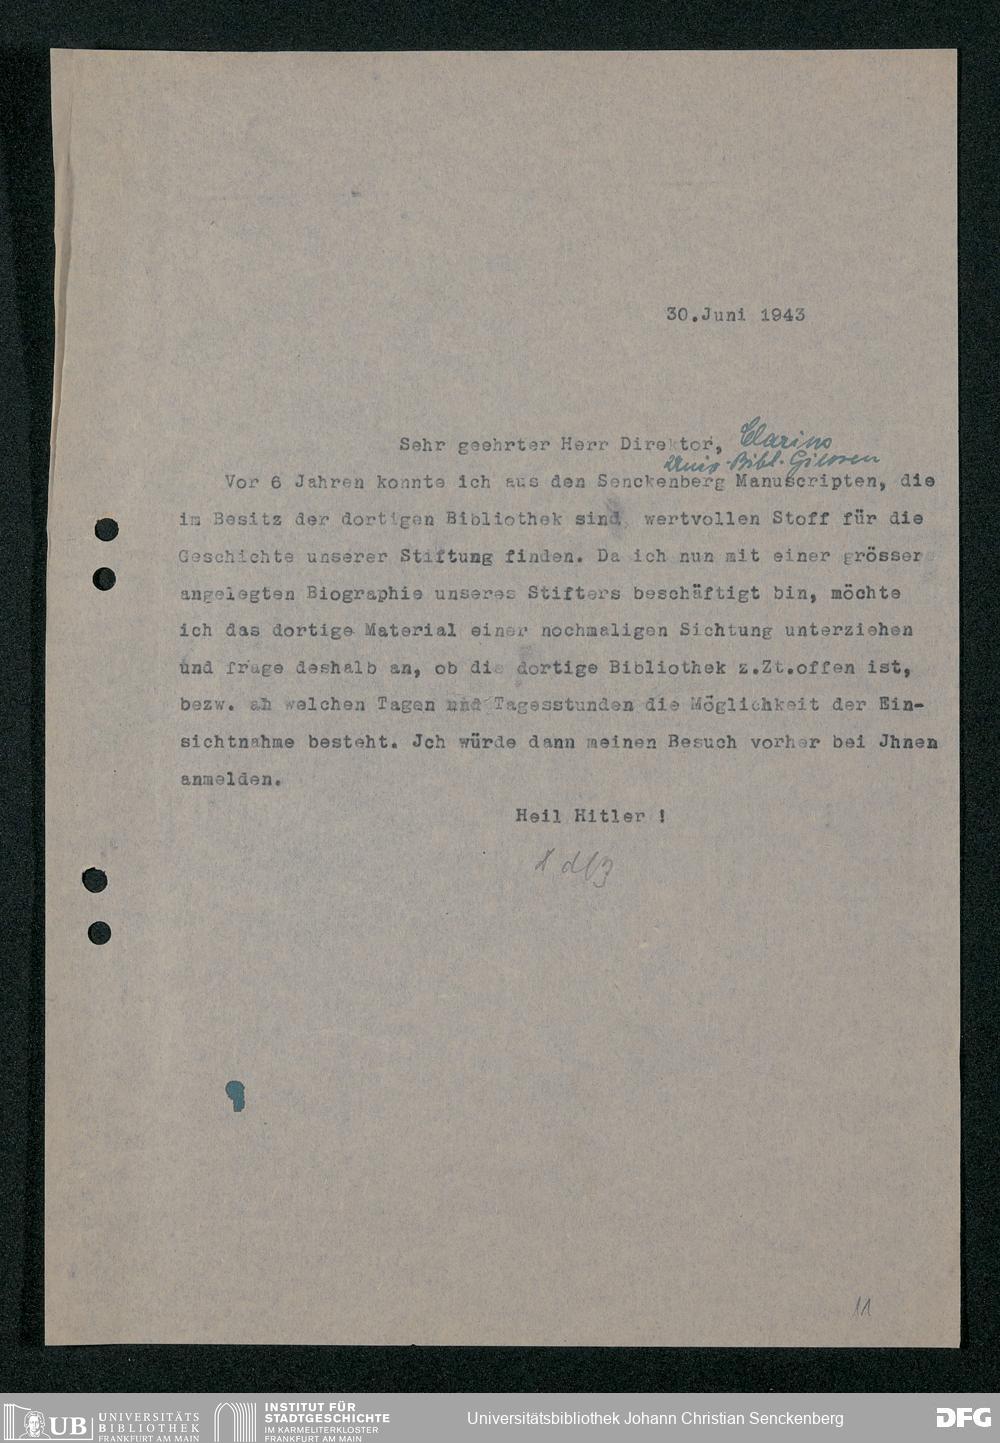 30.Juni 1943
Sehr geehrter Herr Direktor, Clarino
Univ.-Bibl. Giessen
Vor 6 Jahren konnte ich aus den Senckenberg Manuscripten, die
im Besitz der dortigen Bibliothek sind, wertvollen Stoff für die
Geschichte unserer Stiftung finden. Da ich nun mit einer grösser
angelegten Biographie unseres Stifters beschäftigt bin, möchte
ich das dortige Material einer nochmaligen Sichtung unterziehen
und frage deshalb an, ob die dortige Bibliothek z.Zt.offen ist,
bezw. an welchen Tagen und Tagesstunden die Möglichkeit der Ein-
sichtnahme besteht. Jch würde dann meinen Besuch vorher bei Jhnen
anmelden.
Heil Hitler !
11
UB UNIVERSITÄTS
BIBLIOTHEK
FRANKFURT AM MAIN
INSTITUT FÜR
STADTGESCHICHTE
IM KARMELITERKLOSTER
FRANKFURT AM MAIN
Universitätsbibliothek Johann Christian Senckenberg
DFG